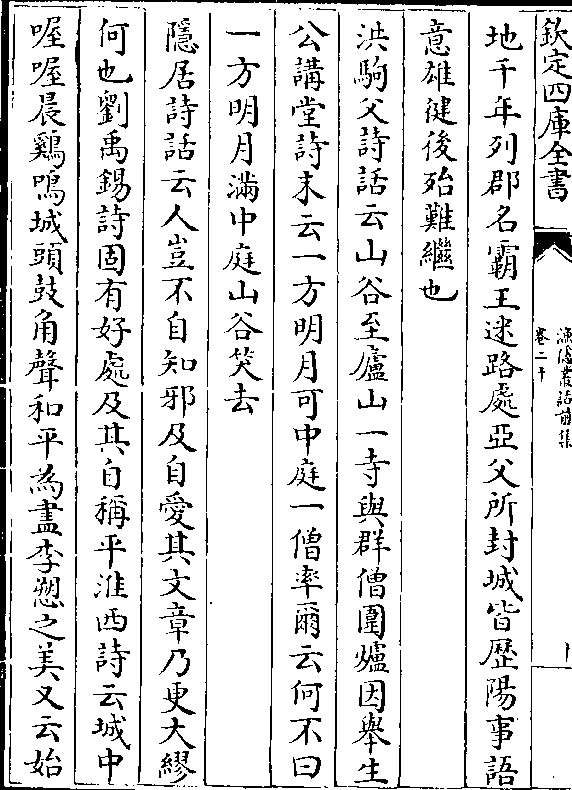 欽定四庫全書
漁隱叢話前集
卷二十
地千年列郡名霸王迷路處亞父所封城皆歴陽事語
意雄健後殆難繼也
洪駒父詩話云山谷至廬山一寺與群僧圍爐因舉生
公講堂詩末云一方明月可中庭一僧率爾云何不曰
一方明月滿中庭山谷笑去
隱居詩話云人豈不自知邪及自愛其文章乃更大繆
何也劉禹錫詩固有好處及其自稱平淮西詩云城中
喔喔晨鷄鳴城頭鼓角聲和平為盡李愬之美又云始